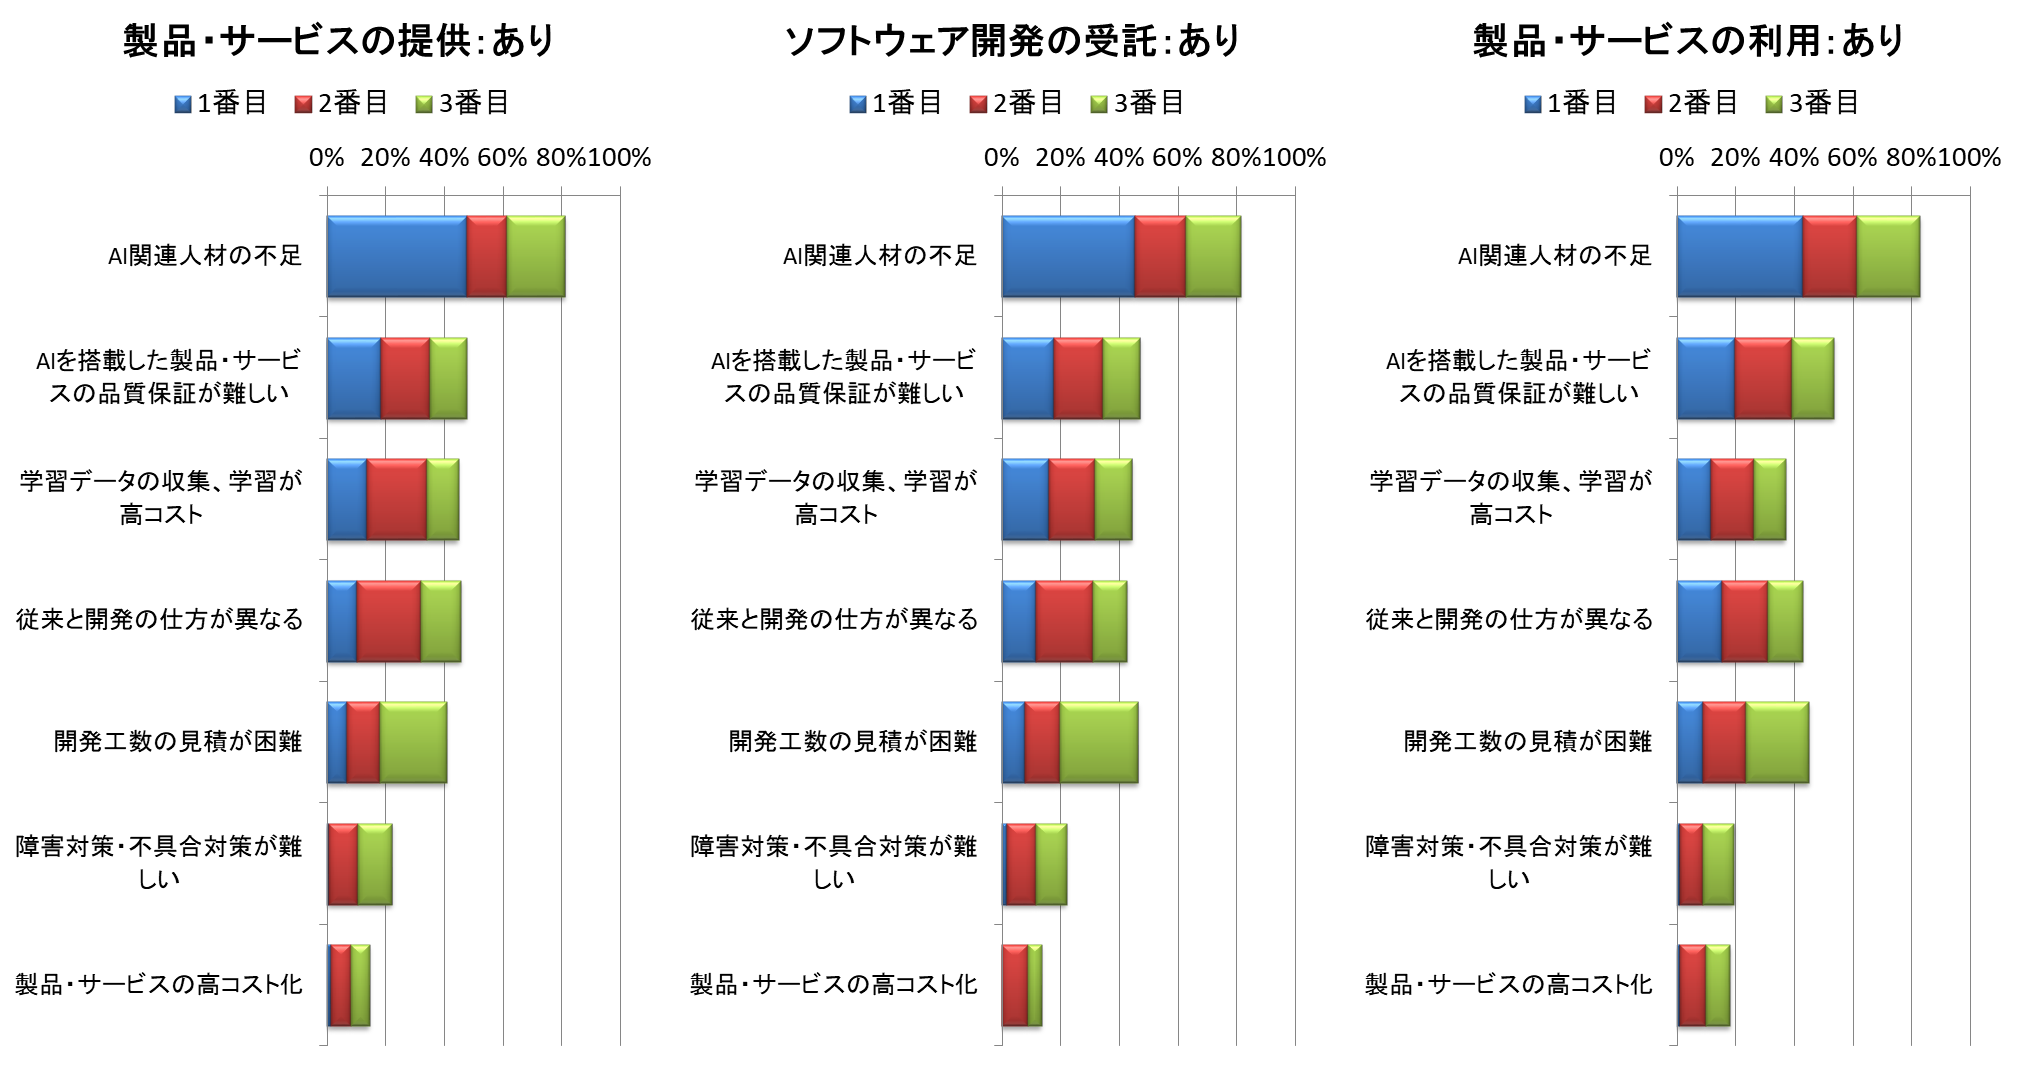 製品・サービスの提供：あり
1番目 2番目 3番目
0% 20% 40% 60% 80% 100%
AI関連人材の不足
AIを搭載した製品・サービ
スの品質保証が難しい
学習データの収集、学習が
高コスト
従来と開発の仕方が異なる
開発工数の見積が困難
障害対策・不具合対策が難
しい
製品・サービスの高コスト化
ソフトウェア開発の受託：あり
1番目 2番目 3番目
0% 20% 40% 60% 80% 100%
AI関連人材の不足
AIを搭載した製品・サービ
スの品質保証が難しい
学習データの収集、学習が
高コスト
従来と開発の仕方が異なる
開発工数の見積が困難
障害対策・不具合対策が難
しい
製品・サービスの高コスト化
製品・サービスの利用：あり
1番目 2番目 3番目
0% 20% 40% 60% 80% 100%
AI関連人材の不足
AIを搭載した製品・サービ
スの品質保証が難しい
学習データの収集、学習が
高コスト
従来と開発の仕方が異なる
開発工数の見積が困難
障害対策・不具合対策が難
しい
製品・サービスの高コスト化